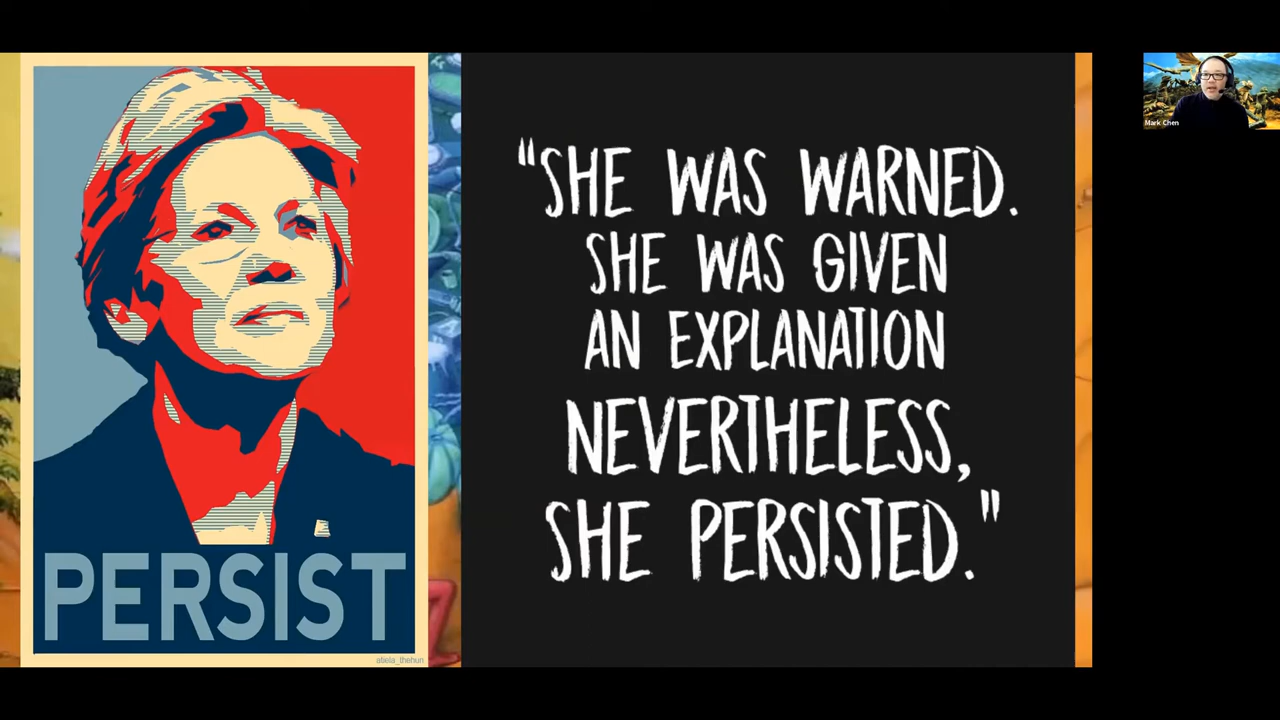 PERSIST
"SHE WAS WARNED.
SHE WAS GIVEN
AN EXPLANATION
NEVERTHELESS,
SHE PERSISTED."
Mark Chen